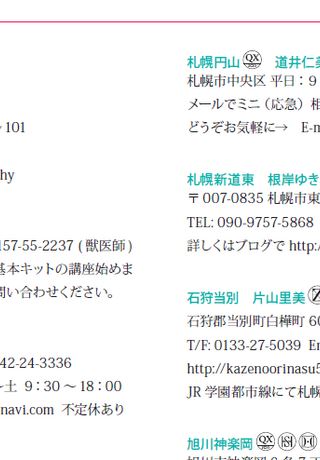 101
hy
157-55-2237 ( 獣医師 )
基本キットの講座始めま
問い合わせください。
42-24-3336
～土 9：30 ～ 18：00
navi.com 不定休あり
札幌円山 QX 道井仁美
札幌市中央区 平日： 9
メールでミニ（応急）相
どうぞお気軽に→ E-m
札幌新道東 根岸ゆき
〒007-0835 札幌市東
TEL: 090-9757-5868
詳しくはブログで http:/
石狩当別 片山里美
石狩郡当別町白樺町 60
T/F: 0133-27-5039 En
http://kazenoorinasu5
JR 学園都市線にて札幌
旭川神楽岡 QX